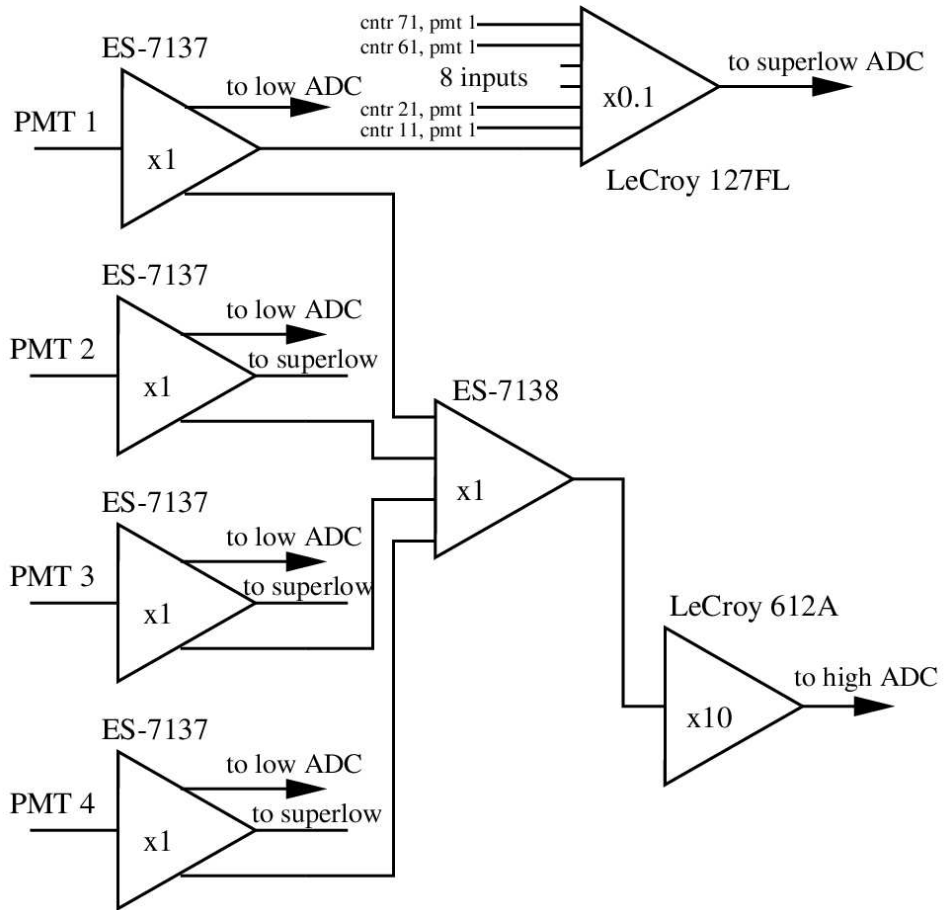 ES-7137
PMT 1
x1
to low ADC
cntr 71, pmt 1
cntr 61, pmt 1
8 inputs
cntr 21, pmt 1
cntr 11, pmt 1
x0.1
to superlow ADC
LeCroy 127FL
ES-7137
PMT 2
x1
to low ADC
to superlow
ES-7138
x1
ES-7137
PMT 3
x1
to low ADC
to superlow
LeCroy 612A
x10
to high ADC
ES-7137
PMT 4
x1
to low ADC
to superlow